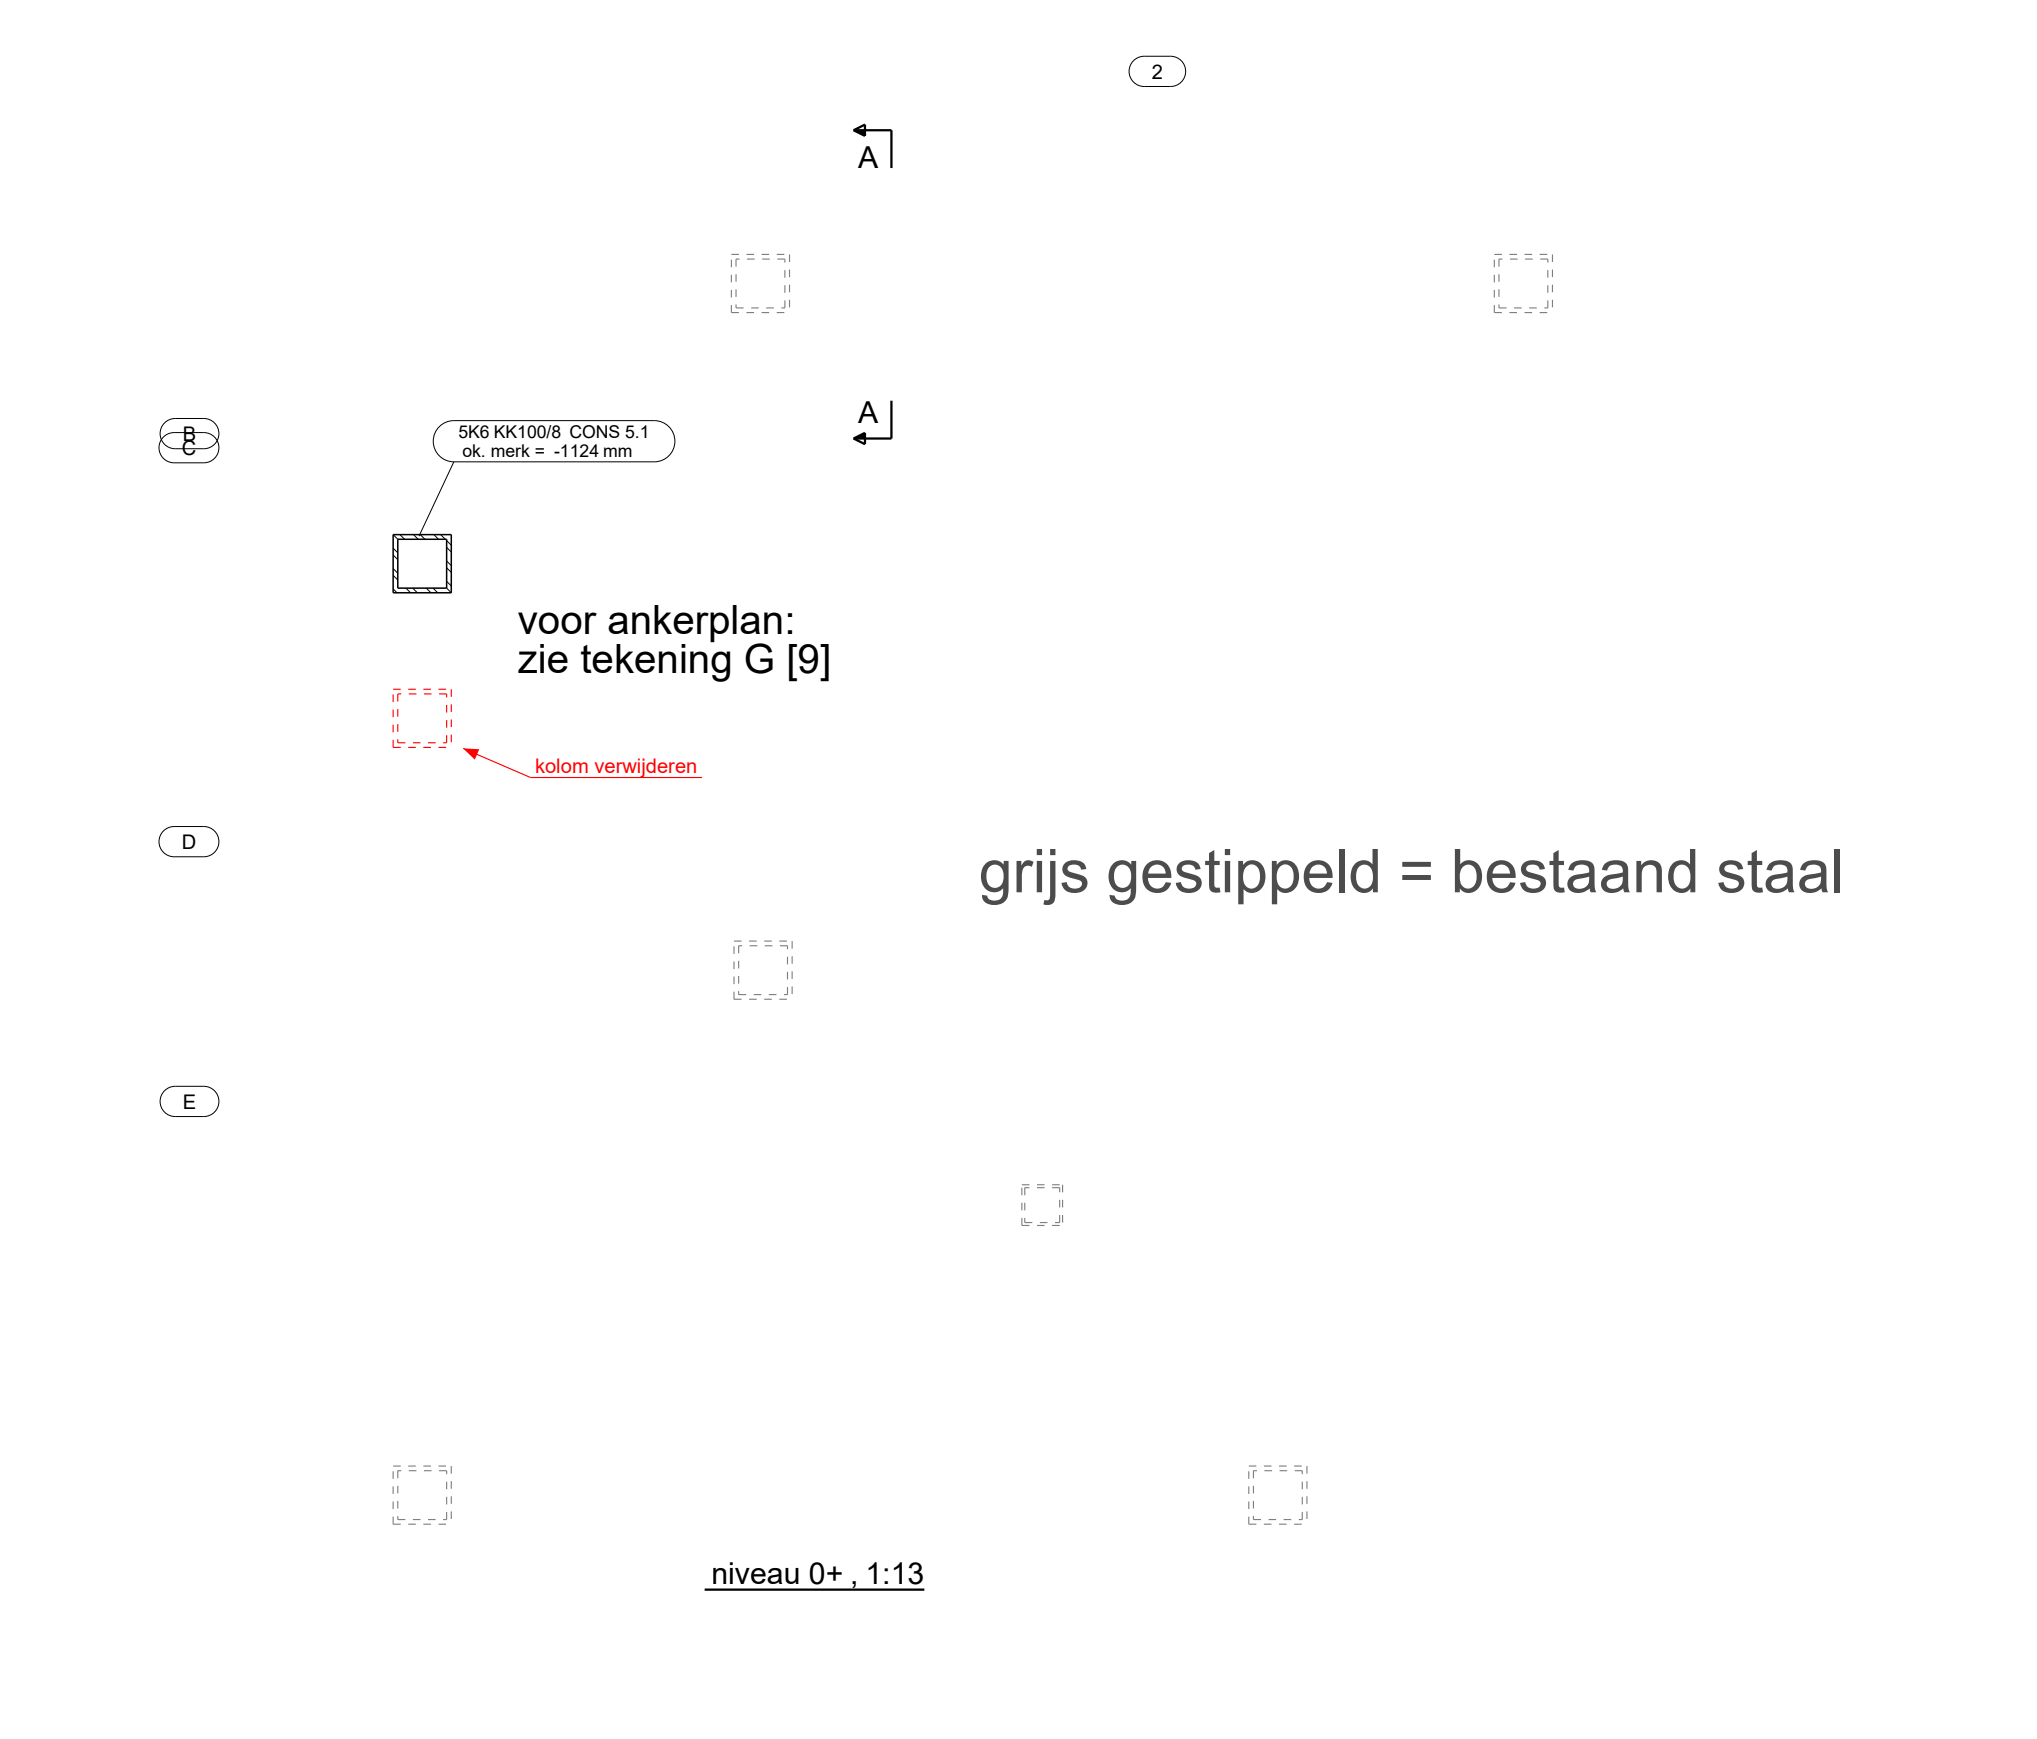 2
A
A
B
C
5K6 KK100/8 CONS 5.1
ok. merk = -1124 mm
voor ankerplan:
zie tekening G [9]
kolom verwijderen
D
grijs gestippeld = bestaand staal
E
niveau 0+ , 1:13